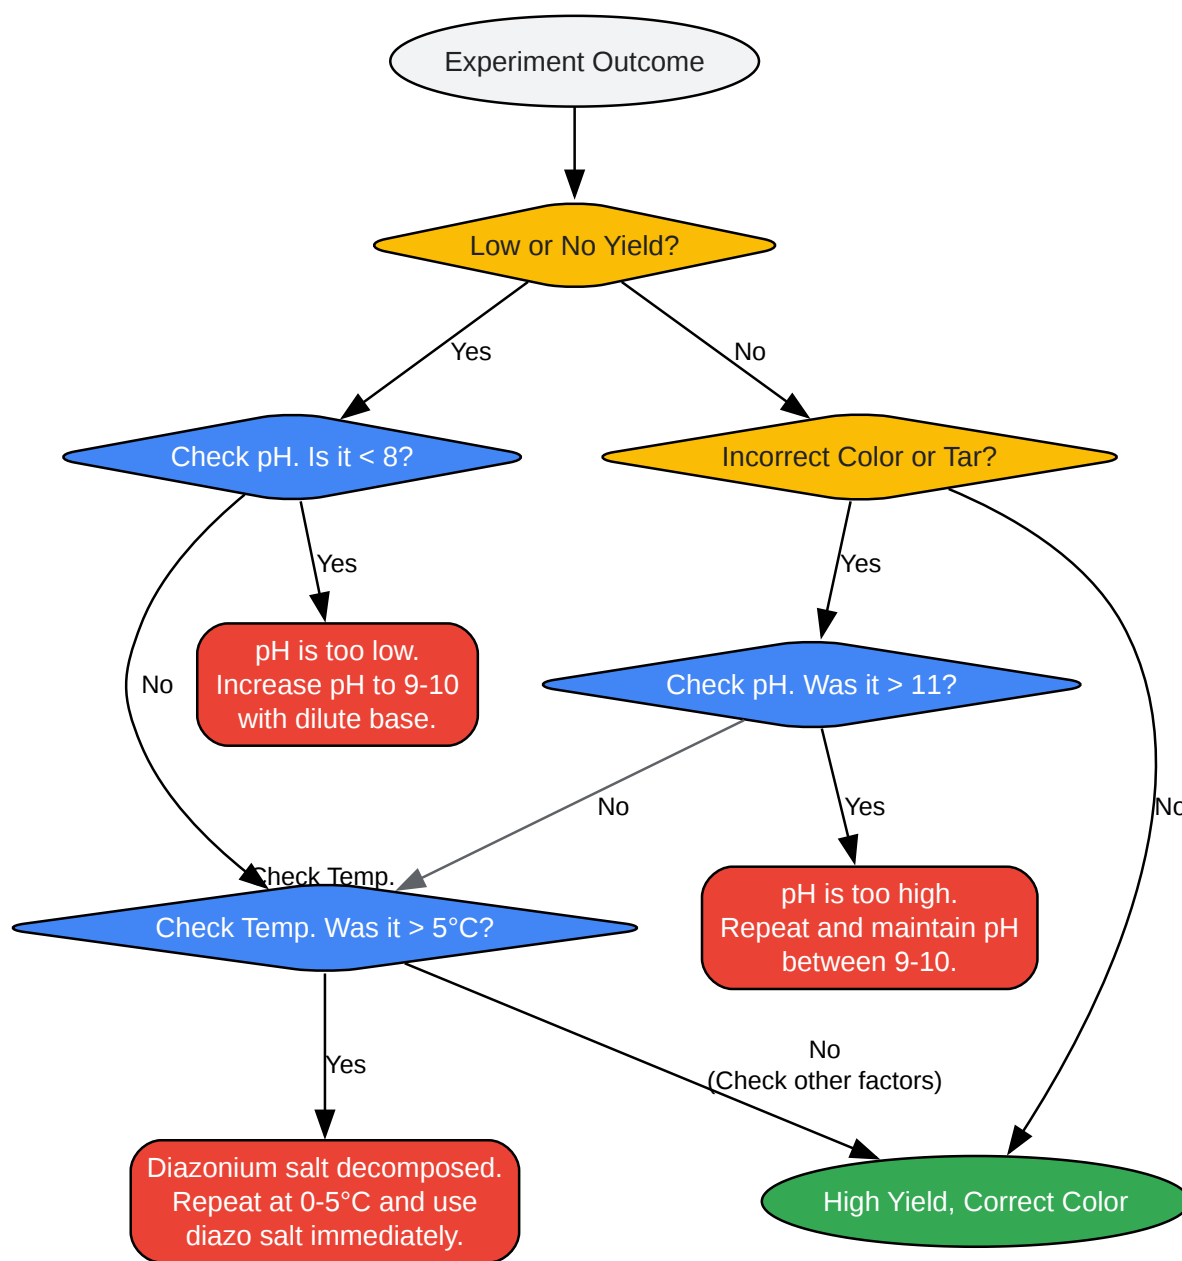 Experiment Outcome
Low or No Yield?
Yes
No
Check pH. Is it < 8?
Incorrect Color or Tar?
Yes
Yes
No
pH is too low.
Increase pH to 9-10
with dilute base.
Check pH. Was it > 11?
No
Yes
No
Check Temp.
Check Temp. Was it > 5°C?
pH is too high.
Repeat and maintain pH
between 9-10.
Yes
No
(Check other factors)
Diazonium salt decomposed.
Repeat at 0-5°C and use
diazo salt immediately.
High Yield, Correct Color